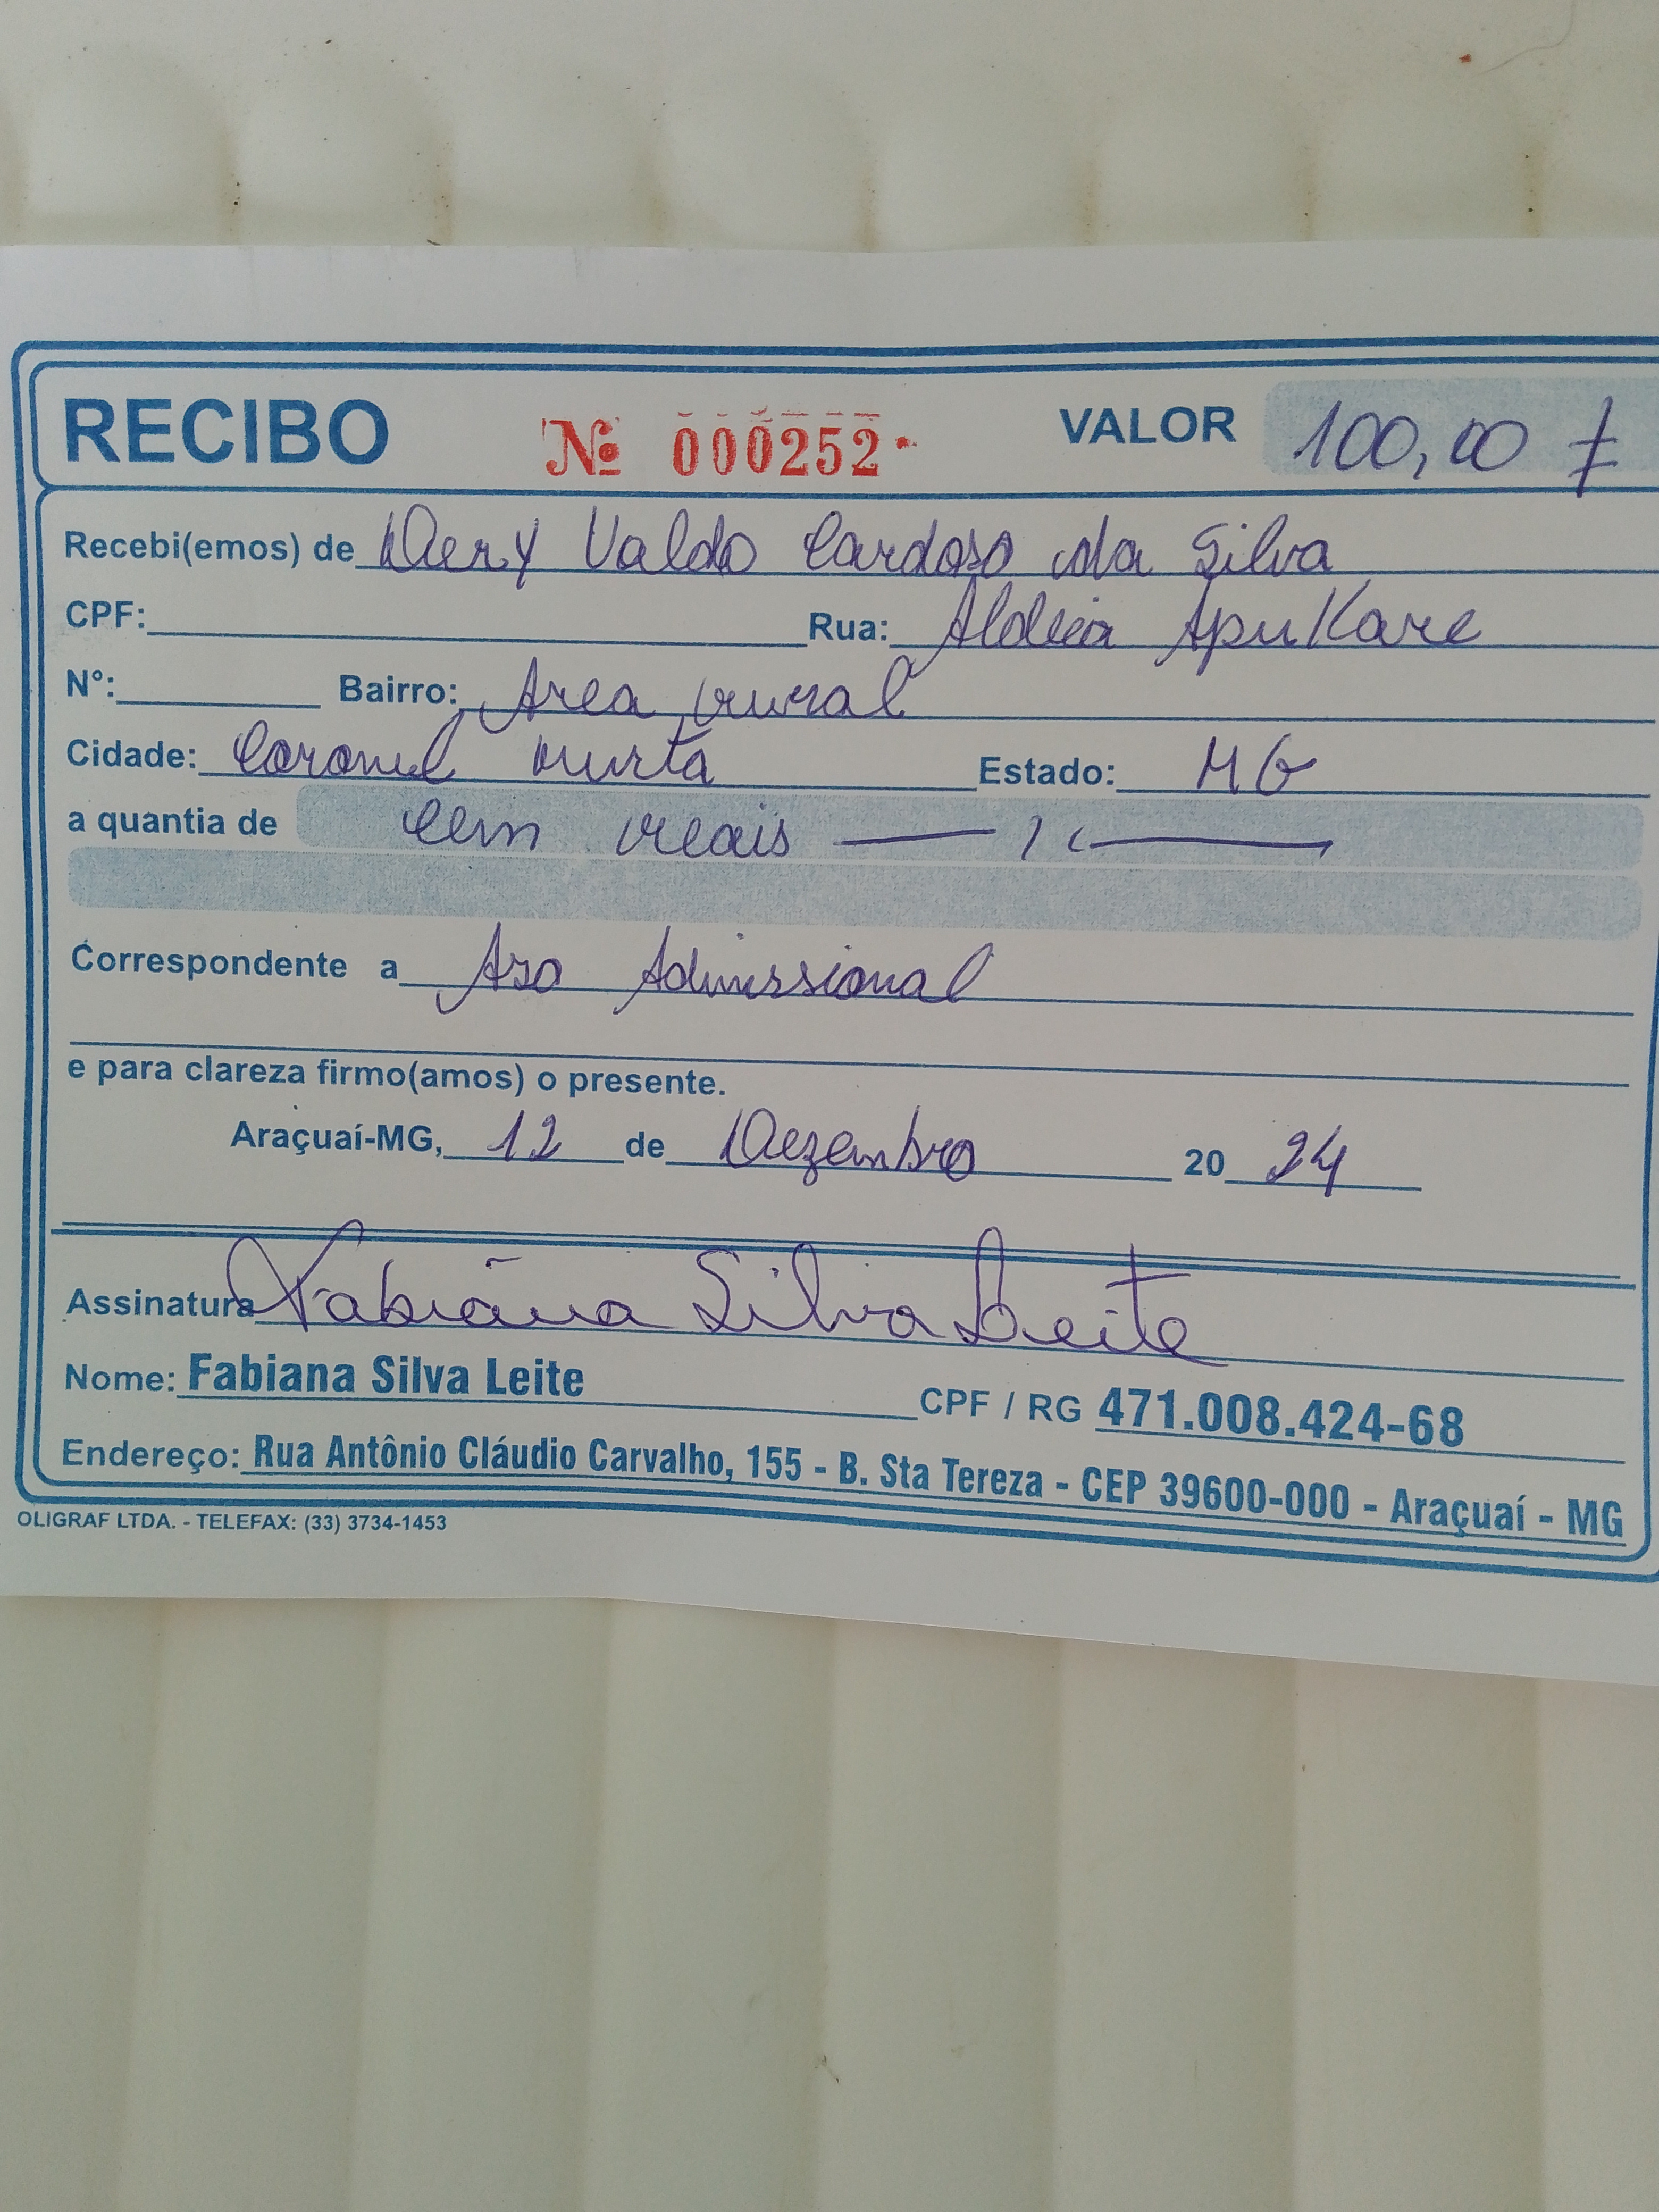 RECIBO Nº 000252 VALOR 100,00
Recebi(emos) de Dery Valdo Cardoso da Silva
CPF: Rua: Aldeia Apukare
N°: Bairro: Area rural
Cidade: Coronel murta Estado: MG
a quantia de cem reais
Correspondente a Aso Admissional
e para clareza firmo(amos) o presente.
Araçuaí-MG, 12 de Dezembro 20 24
Assinatura Fabiana Silva Leite
Nome: Fabiana Silva Leite CPF / RG 471.008.424-68
Endereço: Rua Antônio Cláudio Carvalho, 155 - B. Sta Tereza - CEP 39600-000 - Araçuaí - MG
OLIGRAF LTDA. - TELEFAX: (33) 3734-1453